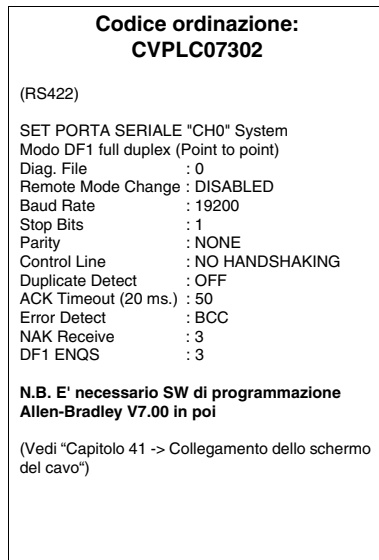 Codice ordinazione:
CVPLC07302
(RS422)
SET PORTA SERIALE "CH0" System
Modo DF1 full duplex (Point to point)
Diag. File : 0
Remote Mode Change : DISABLED
Baud Rate : 19200
Stop Bits : 1
Parity : NONE
Control Line : NO HANDSHAKING
Duplicate Detect : OFF
ACK Timeout (20 ms.) : 50
Error Detect : BCC
NAK Receive : 3
DF1 ENQS : 3
N.B. E' necessario SW di programmazione
Allen-Bradley V7.00 in poi
(Vedi “Capitolo 41 -> Collegamento dello schermo
del cavo“)